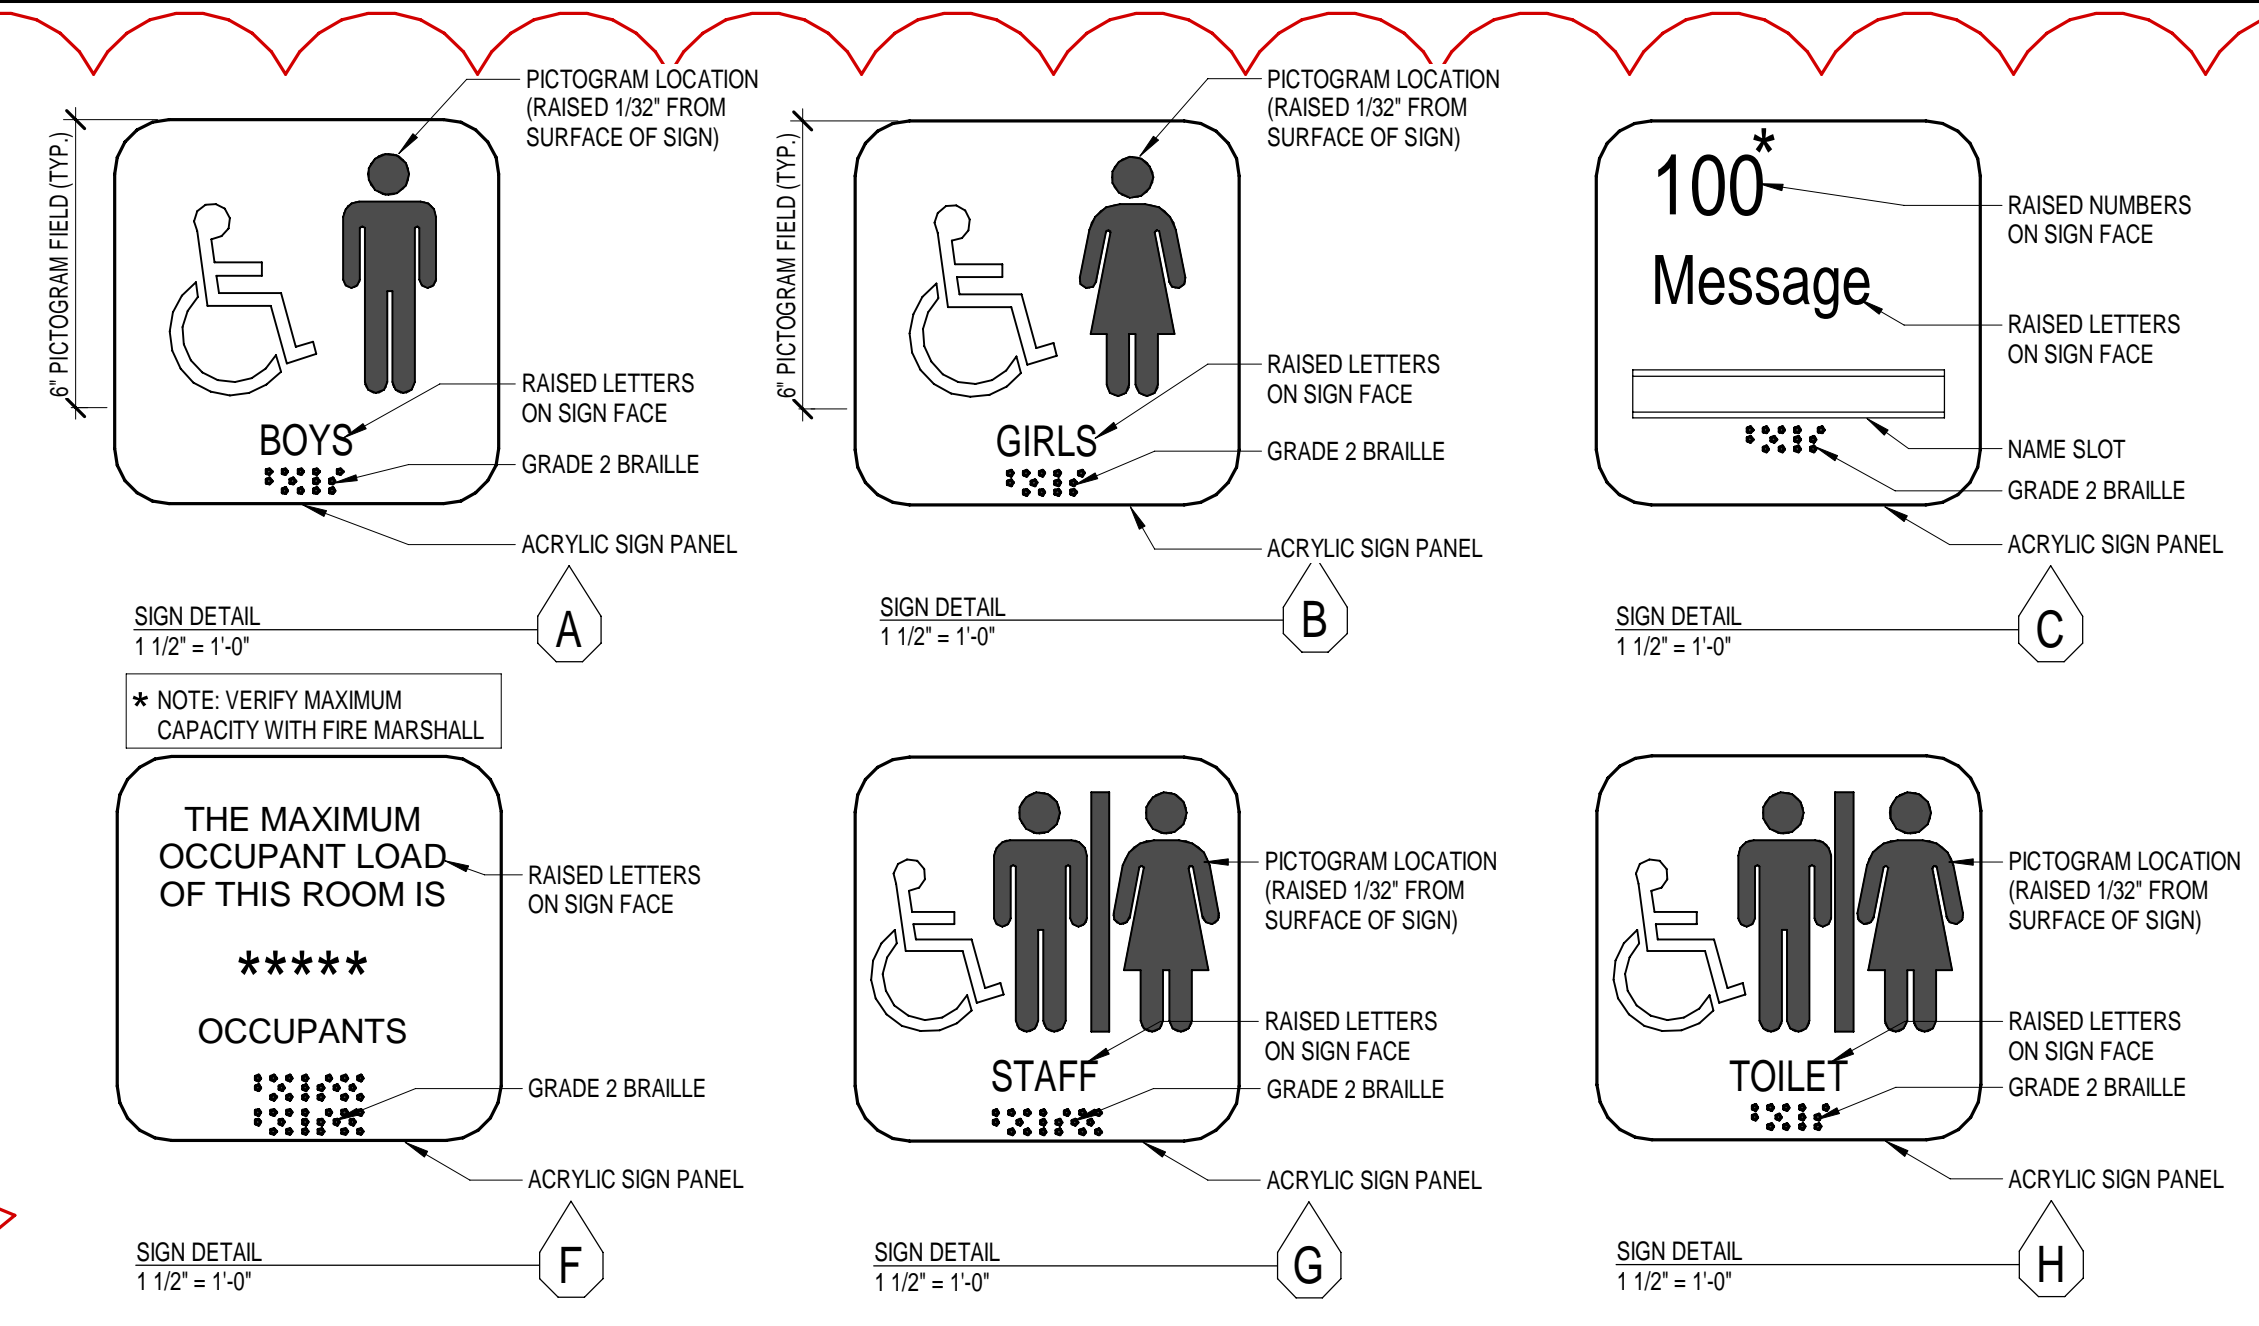 6" PICTOGRAM FIELD (TYP.)
PICTOGRAM LOCATION
(RAISED 1/32" FROM
SURFACE OF SIGN)
BOYS
RAISED LETTERS
ON SIGN FACE
GRADE 2 BRAILLE
ACRYLIC SIGN PANEL
SIGN DETAIL
1 1/2" = 1'-0"
A
6" PICTOGRAM FIELD (TYP.)
PICTOGRAM LOCATION
(RAISED 1/32" FROM
SURFACE OF SIGN)
GIRLS
RAISED LETTERS
ON SIGN FACE
GRADE 2 BRAILLE
ACRYLIC SIGN PANEL
SIGN DETAIL
1 1/2" = 1'-0"
B
100*
Message
RAISED NUMBERS
ON SIGN FACE
RAISED LETTERS
ON SIGN FACE
NAME SLOT
GRADE 2 BRAILLE
ACRYLIC SIGN PANEL
SIGN DETAIL
1 1/2" = 1'-0"
C
* NOTE: VERIFY MAXIMUM
CAPACITY WITH FIRE MARSHALL
THE MAXIMUM
OCCUPANT LOAD
OF THIS ROOM IS
*****
OCCUPANTS
RAISED LETTERS
ON SIGN FACE
GRADE 2 BRAILLE
ACRYLIC SIGN PANEL
SIGN DETAIL
1 1/2" = 1'-0"
F
PICTOGRAM LOCATION
(RAISED 1/32" FROM
SURFACE OF SIGN)
STAFF
RAISED LETTERS
ON SIGN FACE
GRADE 2 BRAILLE
ACRYLIC SIGN PANEL
SIGN DETAIL
1 1/2" = 1'-0"
G
PICTOGRAM LOCATION
(RAISED 1/32" FROM
SURFACE OF SIGN)
TOILET
RAISED LETTERS
ON SIGN FACE
GRADE 2 BRAILLE
ACRYLIC SIGN PANEL
SIGN DETAIL
1 1/2" = 1'-0"
H